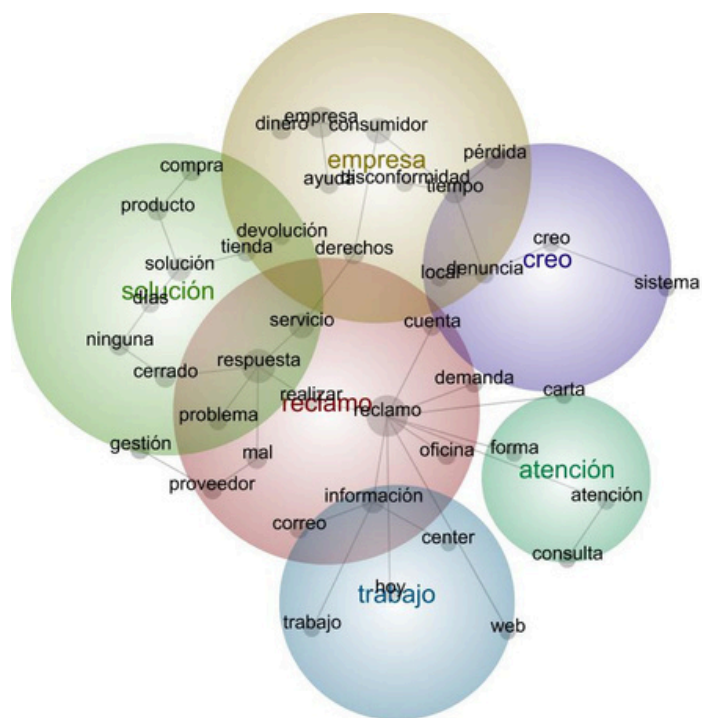 empresa
dinero
consumidor
empresa
pérdida
compra
ayuda
disconformidad
tiempo
producto
devolución
tienda
derechos
creo
creo
solución
local
denuncia
sistema
solución
días
servicio
cuenta
ninguna
respuesta
cerrado
realizar
demanda
carta
reclamo
reclamo
problema
gestión
mal
oficina
forma
atención
proveedor
información
atención
correo
center
consulta
hoy
trabajo
trabajo
web